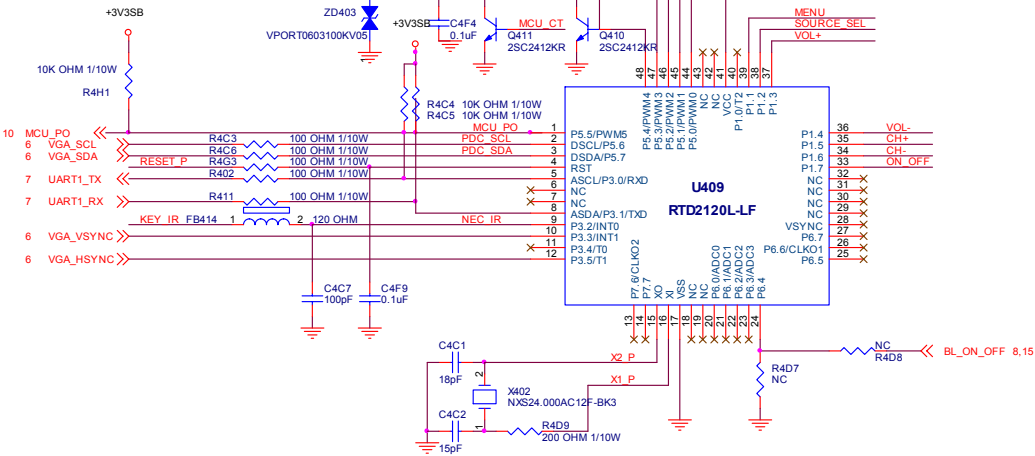 +3V3SB
ZD403
VPORT0603100KV05
+3V3SB
C4F4
0.1uF
MCU_CT
Q411
2SC2412KR
Q410
2SC2412KR
MENU
SOURCE_SEL
VOL+
10K OHM 1/10W
R4H1
R4C4 10K OHM 1/10W
R4C5 10K OHM 1/10W
48 47 46 45 44 43 42 41 40 39 38 37
P5.4/PWM4
P5.3/PWM3
P5.2/PWM2
P5.1/PWM1
P5.0/PWM0
NC
NC
VCC
P1.0/T2
P1.1
P1.2
P1.3
10 MCU_PO
MCU_PO 1 P5.5/PWM5
6 VGA_SCL R4C3 100 OHM 1/10W PDC_SCL 2 DSCL/P5.6
6 VGA_SDA R4C6 100 OHM 1/10W PDC_SDA 3 DSDA/P5.7
RESET_P R4G3 100 OHM 1/10W 4 RST
7 UART1_TX R402 100 OHM 1/10W 5 ASCL/P3.0/RXD
6 NC
7 NC
7 UART1_RX R411 100 OHM 1/10W 8 ASDA/P3.1/TXD
KEY_IR FB414 1 2 120 OHM NEC_IR 9 P3.2/INT0
6 VGA_VSYNC 10 P3.3/INT1
11 P3.4/T0
6 VGA_HSYNC 12 P3.5/T1
U409
RTD2120L-LF
P1.4 36 VOL-
P1.5 35 CH+
P1.6 34 CH-
P1.7 33 ON_OFF
NC 32
NC 31
NC 30
NC 29
VSYNC 28
P6.7 27
P6.6/CLKO1 26
P6.5 25
P7.6/CLKO2
P7.7
XO
XI
VSS
NC
NC
P6.0/ADC0
P6.1/ADC1
P6.2/ADC2
P6.3/ADC3
P6.4
13 14 15 16 17 18 19 20 21 22 23 24
C4C7
100pF
C4F9
0.1uF
C4C1
18pF
X2_P
X1_P
2
X402
NXS24.000AC12F-BK3
1
C4C2
15pF
R4D9
200 OHM 1/10W
R4D7
NC
NC
R4D8
BL_ON_OFF 8,15